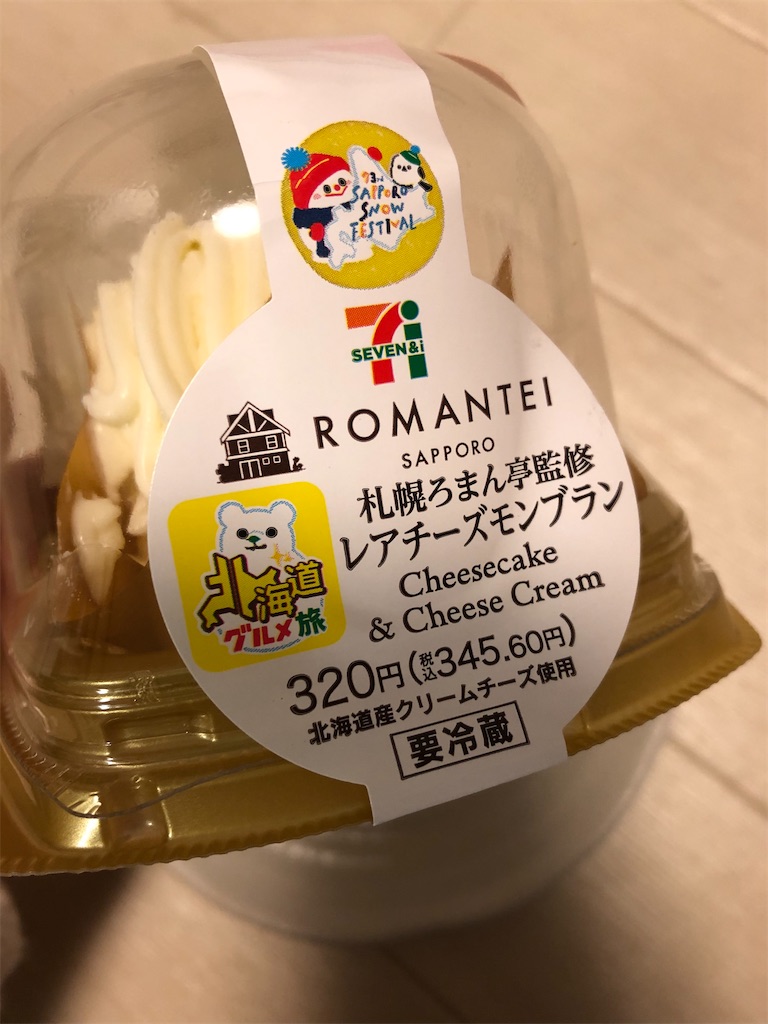 73rd
SAPPORO
SNOW
FESTIVAL
SEVEN&i
ROMANTEI
SAPPORO
札幌ろまん亭監修
レアチーズモンブラン
Cheesecake
& Cheese Cream
北海道
グルメ旅
320円(税込345.60円)
北海道産クリームチーズ使用
要冷蔵